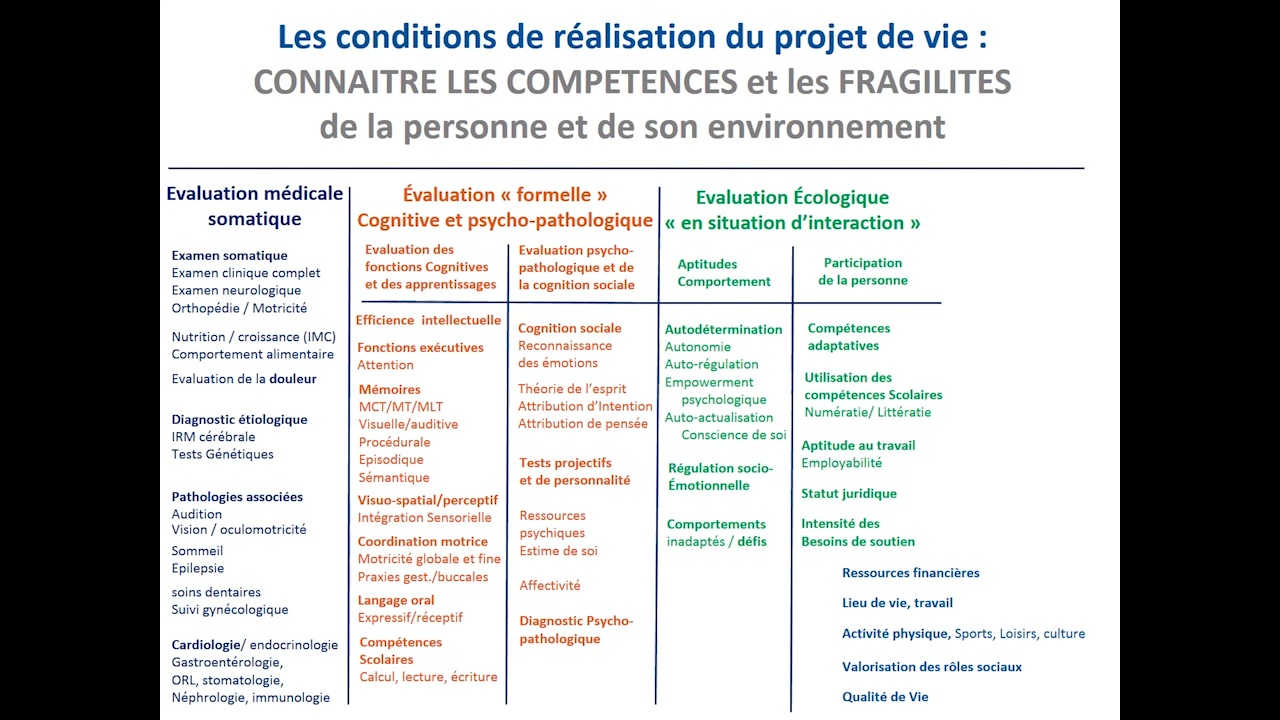 Les conditions de réalisation du projet de vie :
CONNAITRE LES COMPETENCES et les FRAGILITES
de la personne et de son environnement
Evaluation médicale
somatique
Examen somatique
Examen clinique complet
Examen neurologique
Orthopédie / Motricité
Nutrition / croissance (IMC)
Comportement alimentaire
Evaluation de la douleur
Diagnostic étiologique
IRM cérébrale
Tests Génétiques
Pathologies associées
Audition
Vision / oculomotricité
Sommeil
Epilepsie
soins dentaires
Suivi gynécologique
Cardiologie/ endocrinologie
Gastroentérologie,
ORL, stomatologie,
Néphrologie, immunologie
Évaluation « formelle »
Cognitive et psycho-pathologique
Evaluation des
fonctions Cognitives
et des apprentissages
Efficience intellectuelle
Fonctions exécutives
Attention
Mémoires
MCT/MT/MLT
Visuelle/auditive
Procédurale
Episodique
Sémantique
Visuo-spatial/perceptif
Intégration Sensorielle
Coordination motrice
Motricité globale et fine
Praxies gest./buccales
Langage oral
Expressif/réceptif
Compétences
Scolaires
Calcul, lecture, écriture
Evaluation psycho-
pathologique et de
la cognition sociale
Cognition sociale
Reconnaissance
des émotions
Théorie de l'esprit
Attribution d'Intention
Attribution de pensée
Tests projectifs
et de personnalité
Ressources
psychiques
Estime de soi
Affectivité
Diagnostic Psycho-
pathologique
Evaluation Écologique
« en situation d'interaction »
Aptitudes
Comportement
Autodétermination
Autonomie
Auto-régulation
Empowerment
psychologique
Auto-actualisation
Conscience de soi
Régulation socio-
Émotionnelle
Comportements
inadaptés / défis
Participation
de la personne
Compétences
adaptatives
Utilisation des
compétences Scolaires
Numératie/ Littératie
Aptitude au travail
Employabilité
Statut juridique
Intensité des
Besoins de soutien
Ressources financières
Lieu de vie, travail
Activité physique, Sports, Loisirs, culture
Valorisation des rôles sociaux
Qualité de Vie